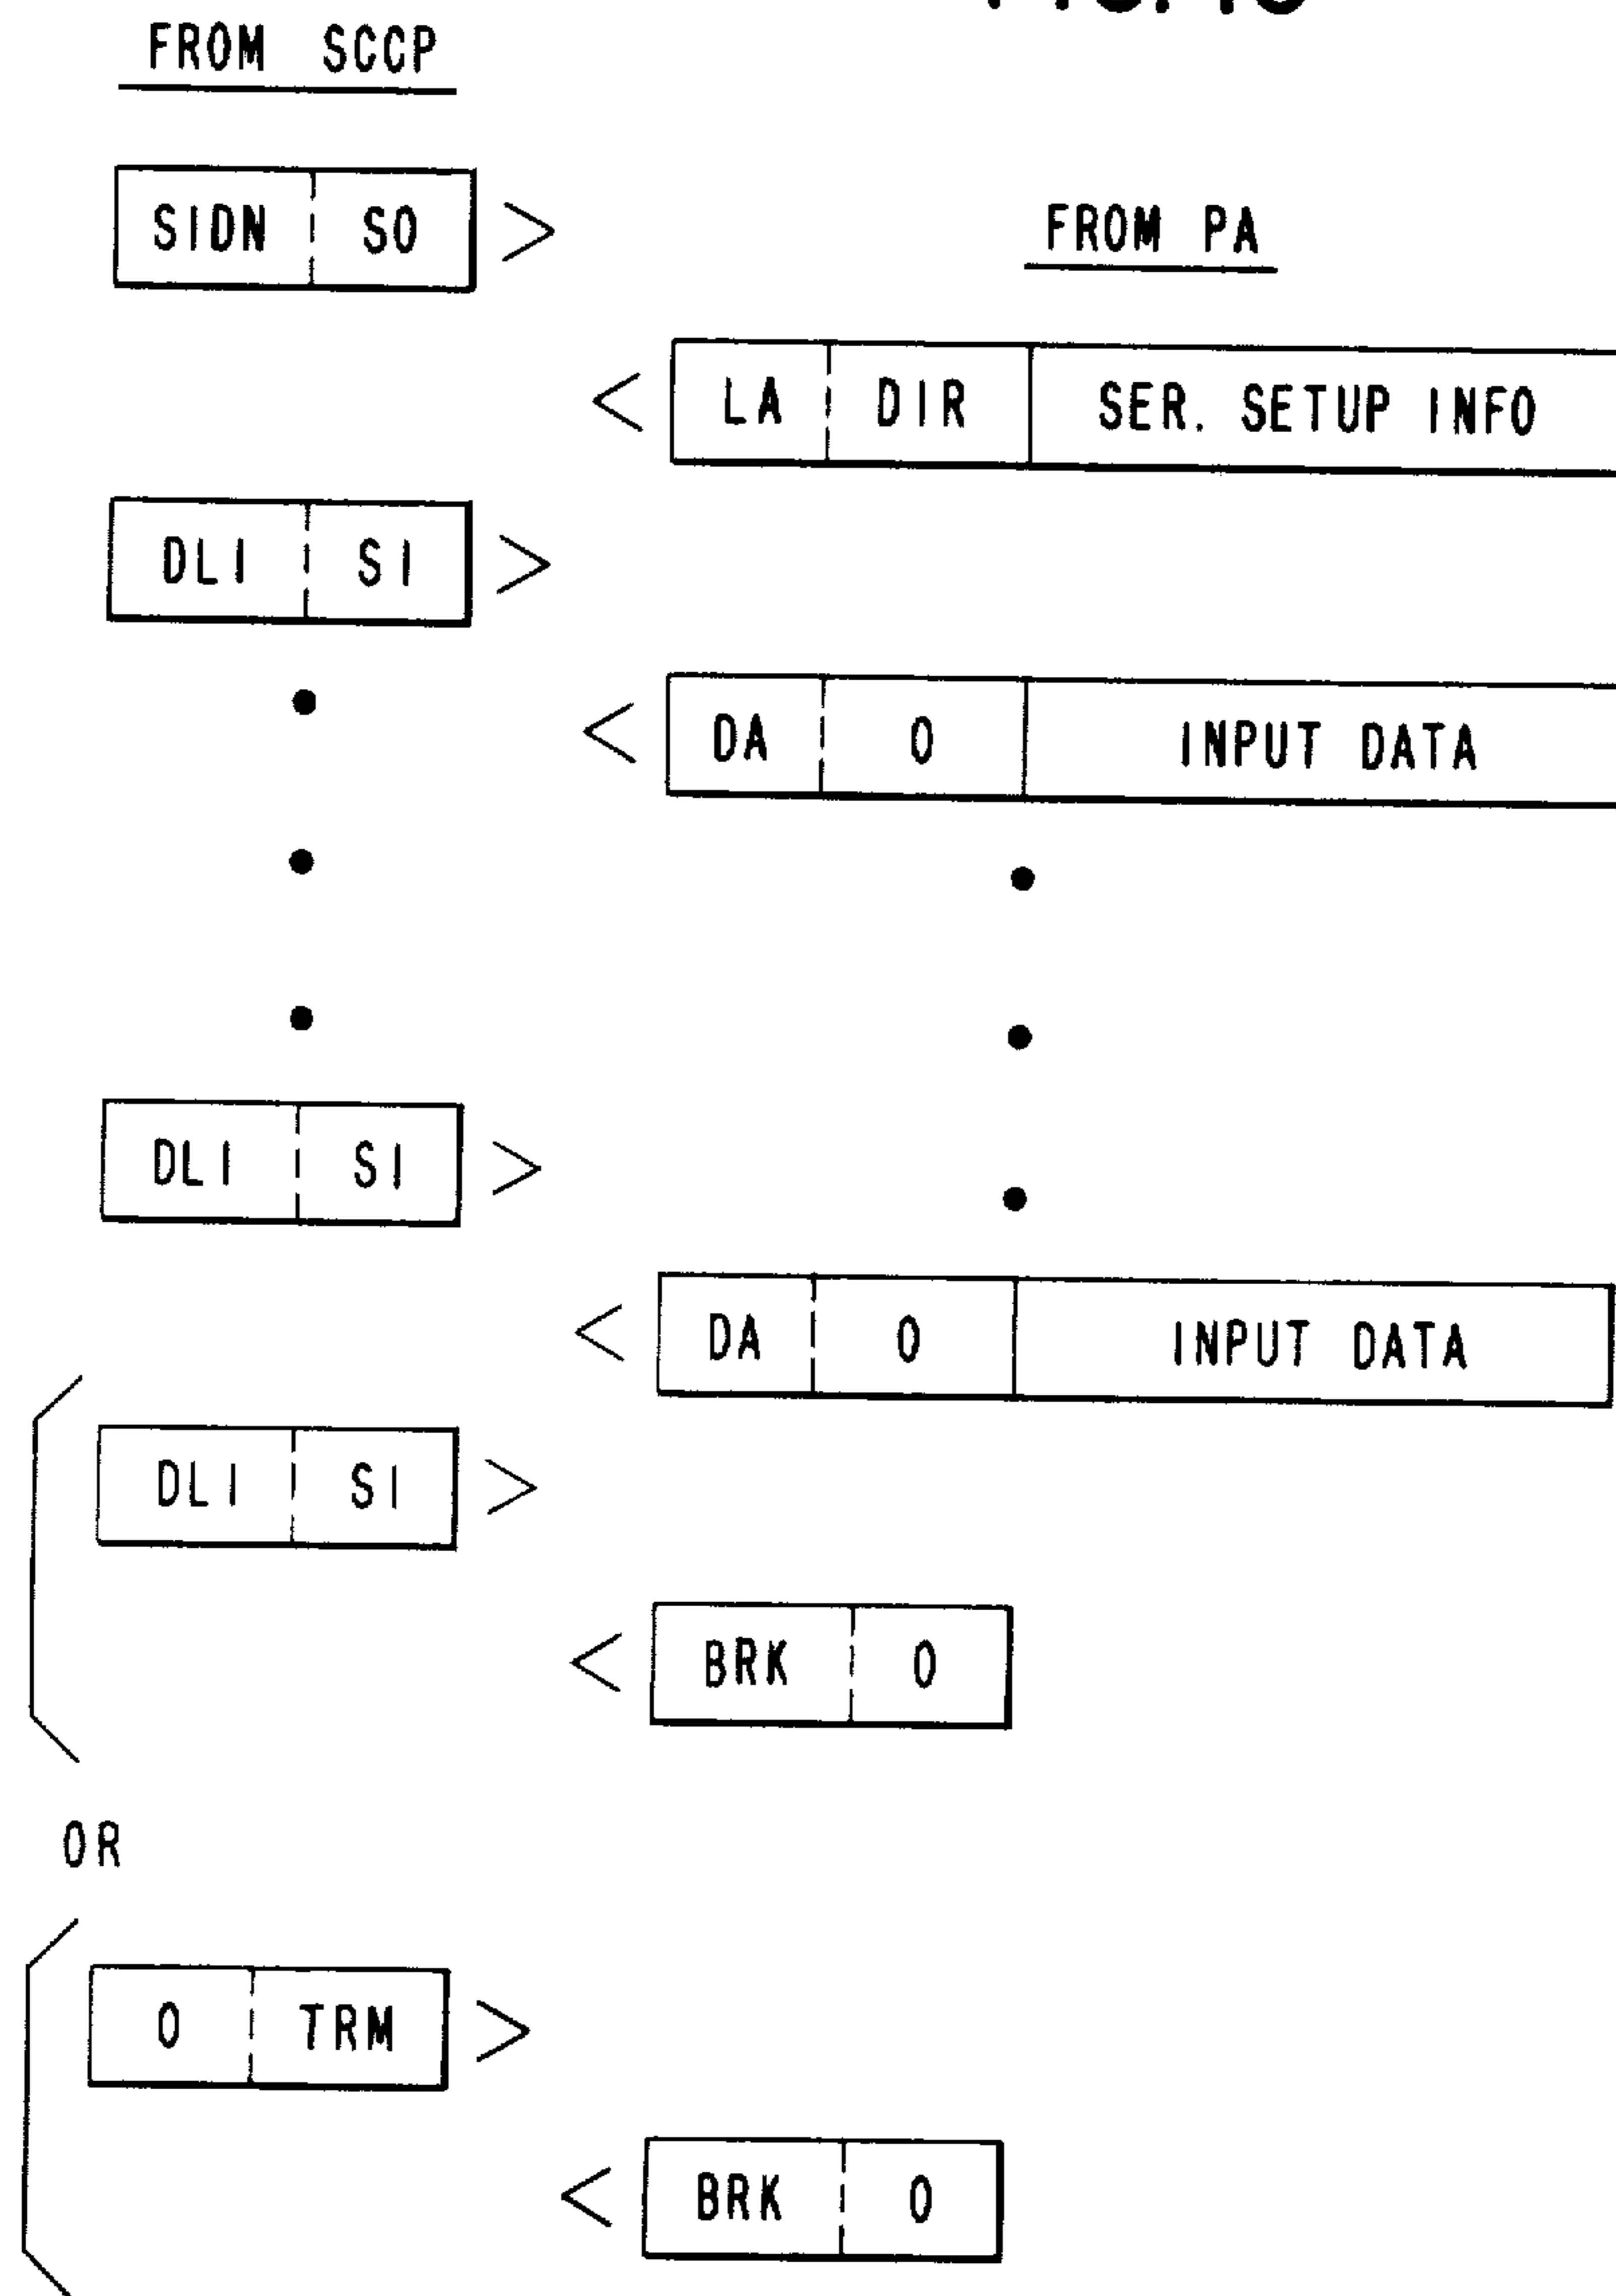 FROM SCCP
SIDN SO >
FROM PA
< LA DIR SER. SETUP INFO
DLI SI >
< DA 0 INPUT DATA
DLI SI >
< DA 0 INPUT DATA
DLI SI >
< BRK 0
OR
0 TRM >
< BRK 0